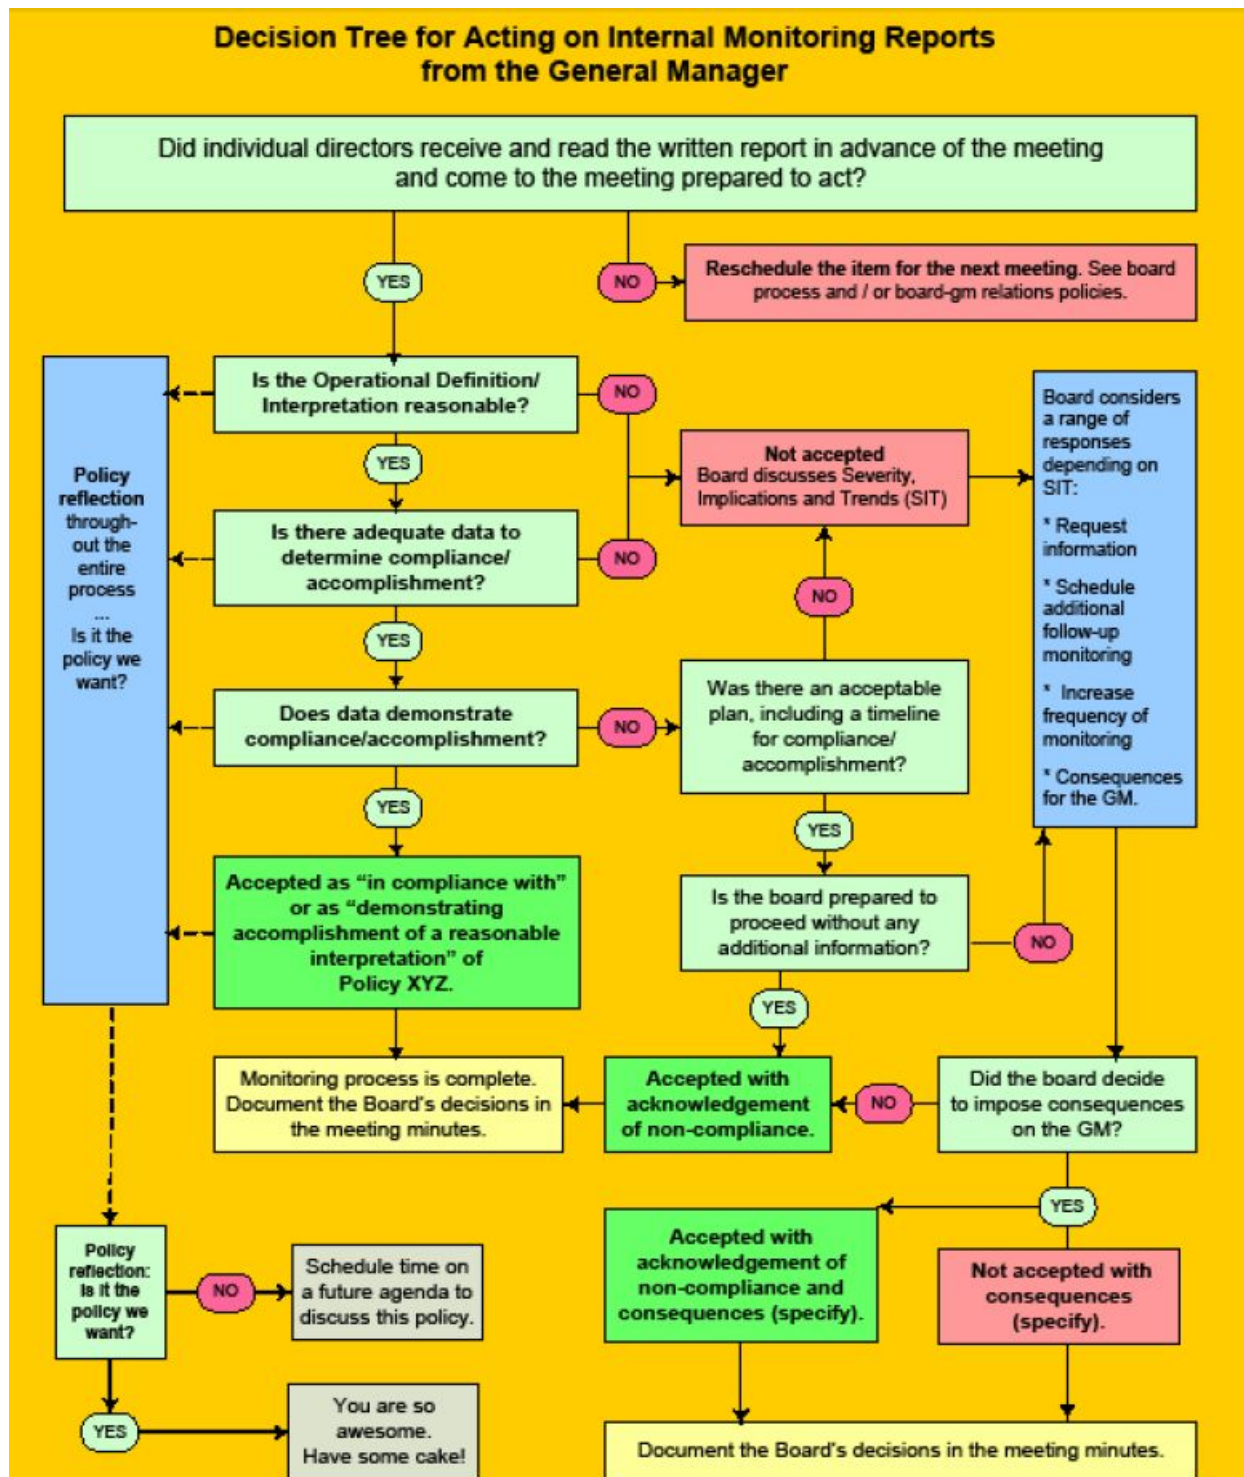 Decision Tree for Acting on Internal Monitoring Reports
from the General Manager
Did individual directors receive and read the written report in advance of the meeting
and come to the meeting prepared to act?
YES
NO
Reschedule the item for the next meeting. See board
process and / or board-gm relations policies.
Is the Operational Definition/
Interpretation reasonable?
NO
YES
Is there adequate data to
determine compliance/
accomplishment?
NO
YES
Does data demonstrate
compliance/accomplishment?
NO
YES
Accepted as “in compliance with”
or as “demonstrating
accomplishment of a reasonable
interpretation” of
Policy XYZ.
Monitoring process is complete.
Document the Board's decisions in
the meeting minutes.
Policy
reflection
through-
out the
entire
process
...
Is it the
policy we
want?
Not accepted
Board discusses Severity,
Implications and Trends (SIT)
NO
Was there an acceptable
plan, including a timeline
for compliance/
accomplishment?
YES
Is the board prepared to
proceed without any
additional information?
NO
YES
Accepted with
acknowledgement
of non-compliance.
Board considers
a range of
responses
depending on
SIT:
* Request
information
* Schedule
additional
follow-up
monitoring
* Increase
frequency of
monitoring
* Consequences
for the GM.
Did the board decide
to impose consequences
on the GM?
NO
YES
Accepted with
acknowledgement of
non-compliance and
consequences (specify).
Not accepted with
consequences
(specify).
Document the Board's decisions in the meeting minutes.
Policy
reflection:
Is it the
policy we
want?
NO
Schedule time on
a future agenda to
discuss this policy.
YES
You are so
awesome.
Have some cake!